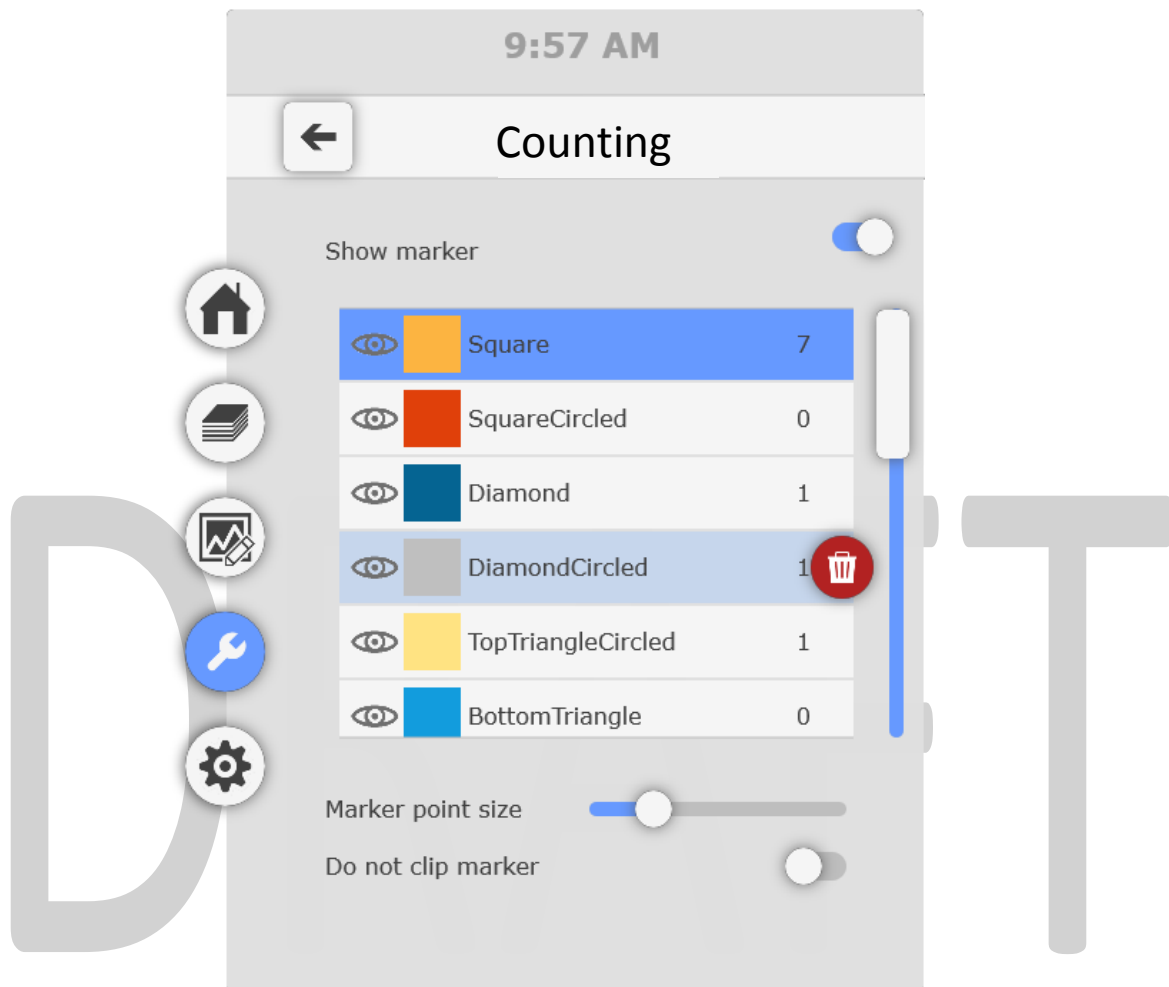 9:57 AM
Counting
Show marker
Square 7
SquareCircled 0
Diamond 1
DiamondCircled 1
TopTriangleCircled 1
BottomTriangle 0
Marker point size
Do not clip marker